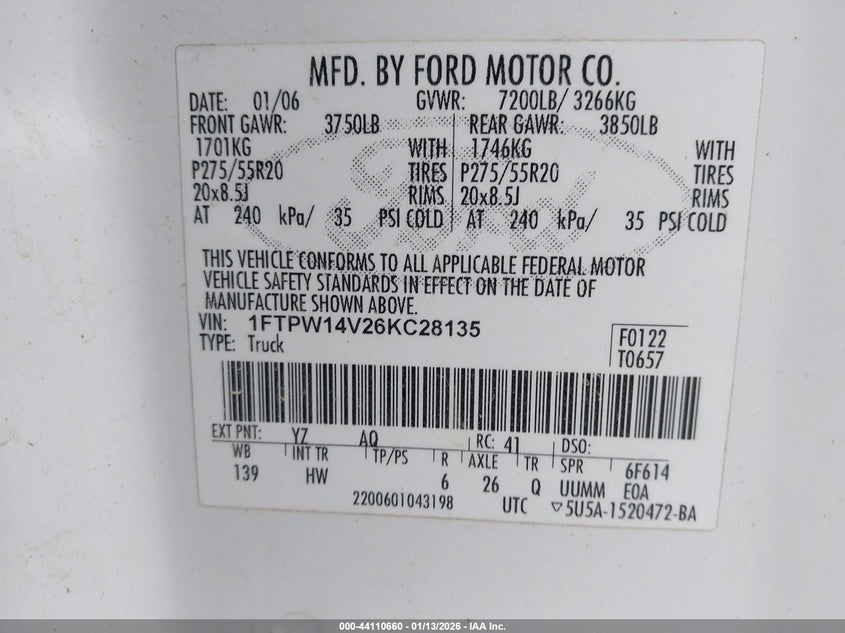 MFD. BY FORD MOTOR CO.
DATE: 01/06 GVWR: 7200LB/ 3266KG
FRONT GAWR: 3750LB REAR GAWR: 3850LB
1701KG WITH 1746KG WITH
P275/55R20 TIRES P275/55R20 TIRES
20x8.5J RIMS 20x8.5J RIMS
AT 240 kPa/ 35 PSI COLD AT 240 kPa/ 35 PSI COLD
Ford
THIS VEHICLE CONFORMS TO ALL APPLICABLE FEDERAL MOTOR
VEHICLE SAFETY STANDARDS IN EFFECT ON THE DATE OF
MANUFACTURE SHOWN ABOVE.
VIN: 1FTPW14V26KC28135
TYPE: Truck
F0122
T0657
EXT PNT: YZ AQ RC: 41 DSO:
WB INT TR TP/PS R AXLE TR SPR 6F614
139 HW 6 26 Q UUMM E0A
2200601043198 UTC ▽5U5A-1520472-BA
000-44110660 - 01/13/2026 - IAA Inc.